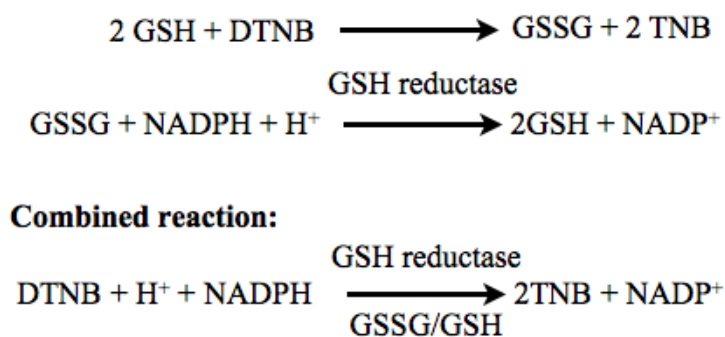 2 GSH + DTNB GSSG + 2 TNB
GSH reductase
GSSG + NADPH + H⁺ 2GSH + NADP⁺
Combined reaction:
GSH reductase
DTNB + H⁺ + NADPH 2TNB + NADP⁺
GSSG/GSH